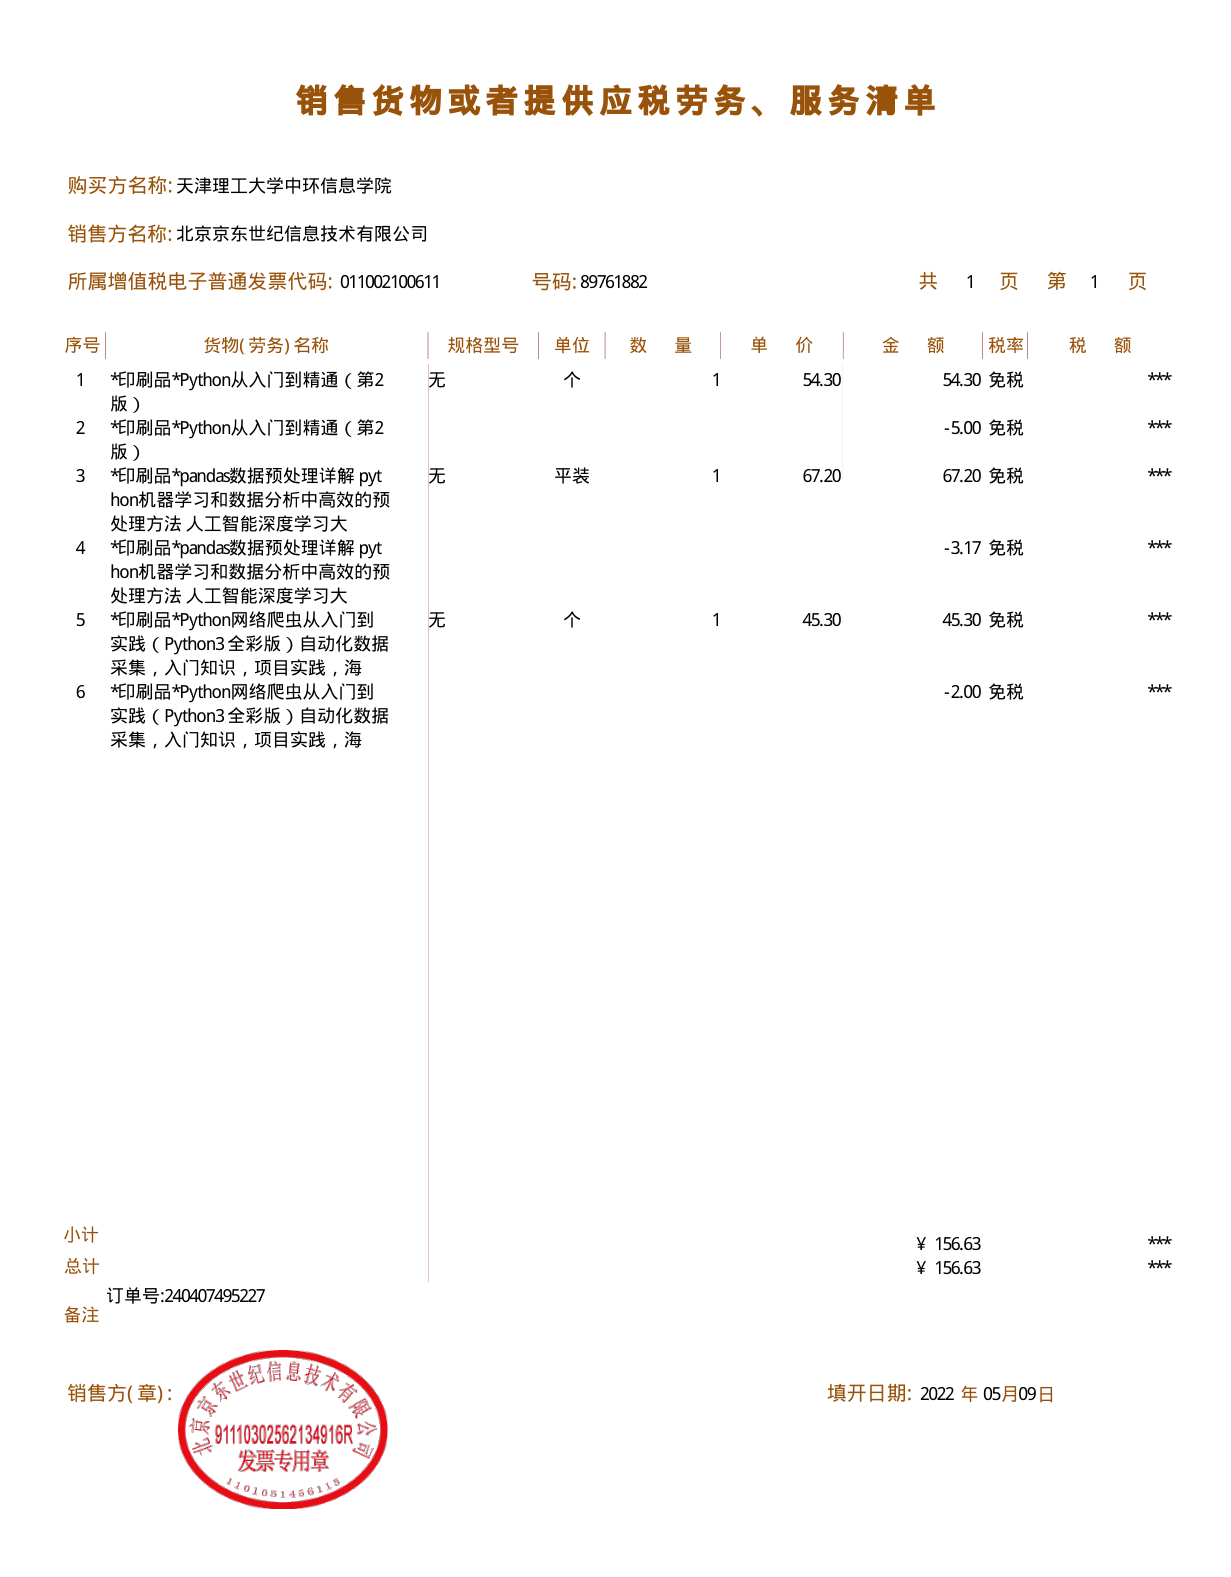 销售货物或者提供应税劳务、服务清单
购买方名称: 天津理工大学中环信息学院
销售方名称: 北京京东世纪信息技术有限公司
所属增值税电子普通发票代码: 011002100611 号码: 89761882 共 1 页 第 1 页
序号 货物(劳务)名称 规格型号 单位 数 量 单 价 金 额 税率 税 额
1 *印刷品*Python从入门到精通（第2 无 个 1 54.30 54.30 免税 ***
版）
2 *印刷品*Python从入门到精通（第2 -5.00 免税 ***
版）
3 *印刷品*pandas数据预处理详解 pyt 无 平装 1 67.20 67.20 免税 ***
hon机器学习和数据分析中高效的预
处理方法 人工智能深度学习大
4 *印刷品*pandas数据预处理详解 pyt -3.17 免税 ***
hon机器学习和数据分析中高效的预
处理方法 人工智能深度学习大
5 *印刷品*Python网络爬虫从入门到 无 个 1 45.30 45.30 免税 ***
实践（Python3全彩版）自动化数据
采集，入门知识，项目实践，海
6 *印刷品*Python网络爬虫从入门到 -2.00 免税 ***
实践（Python3全彩版）自动化数据
采集，入门知识，项目实践，海
小计 ¥ 156.63 ***
总计 ¥ 156.63 ***
订单号:240407495227
备注
销售方(章): 填开日期: 2022 年 05月09日
北京京东世纪信息技术有限公司
91110302562134916R
发票专用章